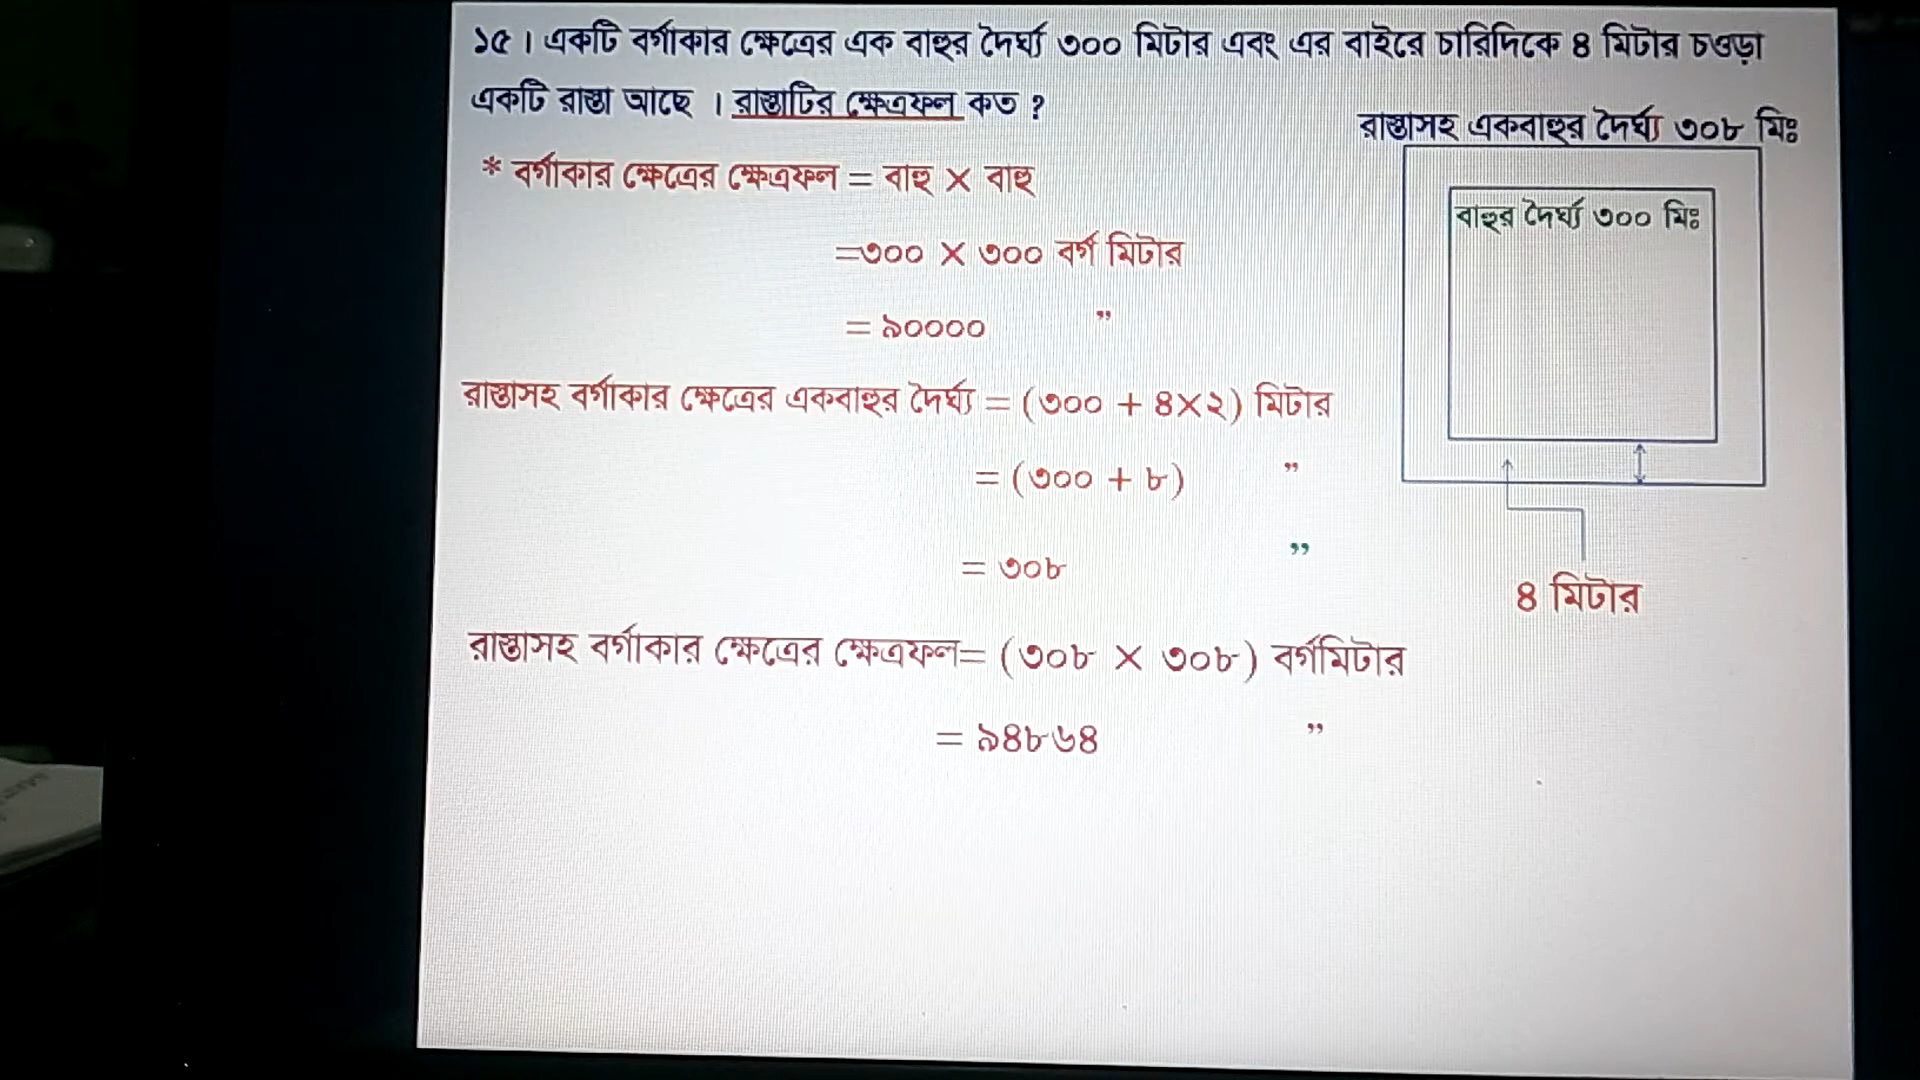 ১৫। একটি বর্গাকার ক্ষেত্রের এক বাহুর দৈর্ঘ্য ৩০০ মিটার এবং এর বাইরে চারিদিকে ৪ মিটার চওড়া
একটি রাস্তা আছে । রাস্তাটির ক্ষেত্রফল কত ?
রাস্তাসহ একবাহুর দৈর্ঘ্য ৩০৮ মিঃ
* বর্গাকার ক্ষেত্রের ক্ষেত্রফল = বাহু × বাহু
বাহুর দৈর্ঘ্য ৩০০ মিঃ
=৩০০ × ৩০০ বর্গ মিটার
= ৯০০০০ ”
রাস্তাসহ বর্গাকার ক্ষেত্রের একবাহুর দৈর্ঘ্য = (৩০০ + ৪×২) মিটার
= (৩০০ + ৮) ”
= ৩০৮ ”
৪ মিটার
রাস্তাসহ বর্গাকার ক্ষেত্রের ক্ষেত্রফল= (৩০৮ × ৩০৮) বর্গমিটার
= ৯৪৮৬৪ ”